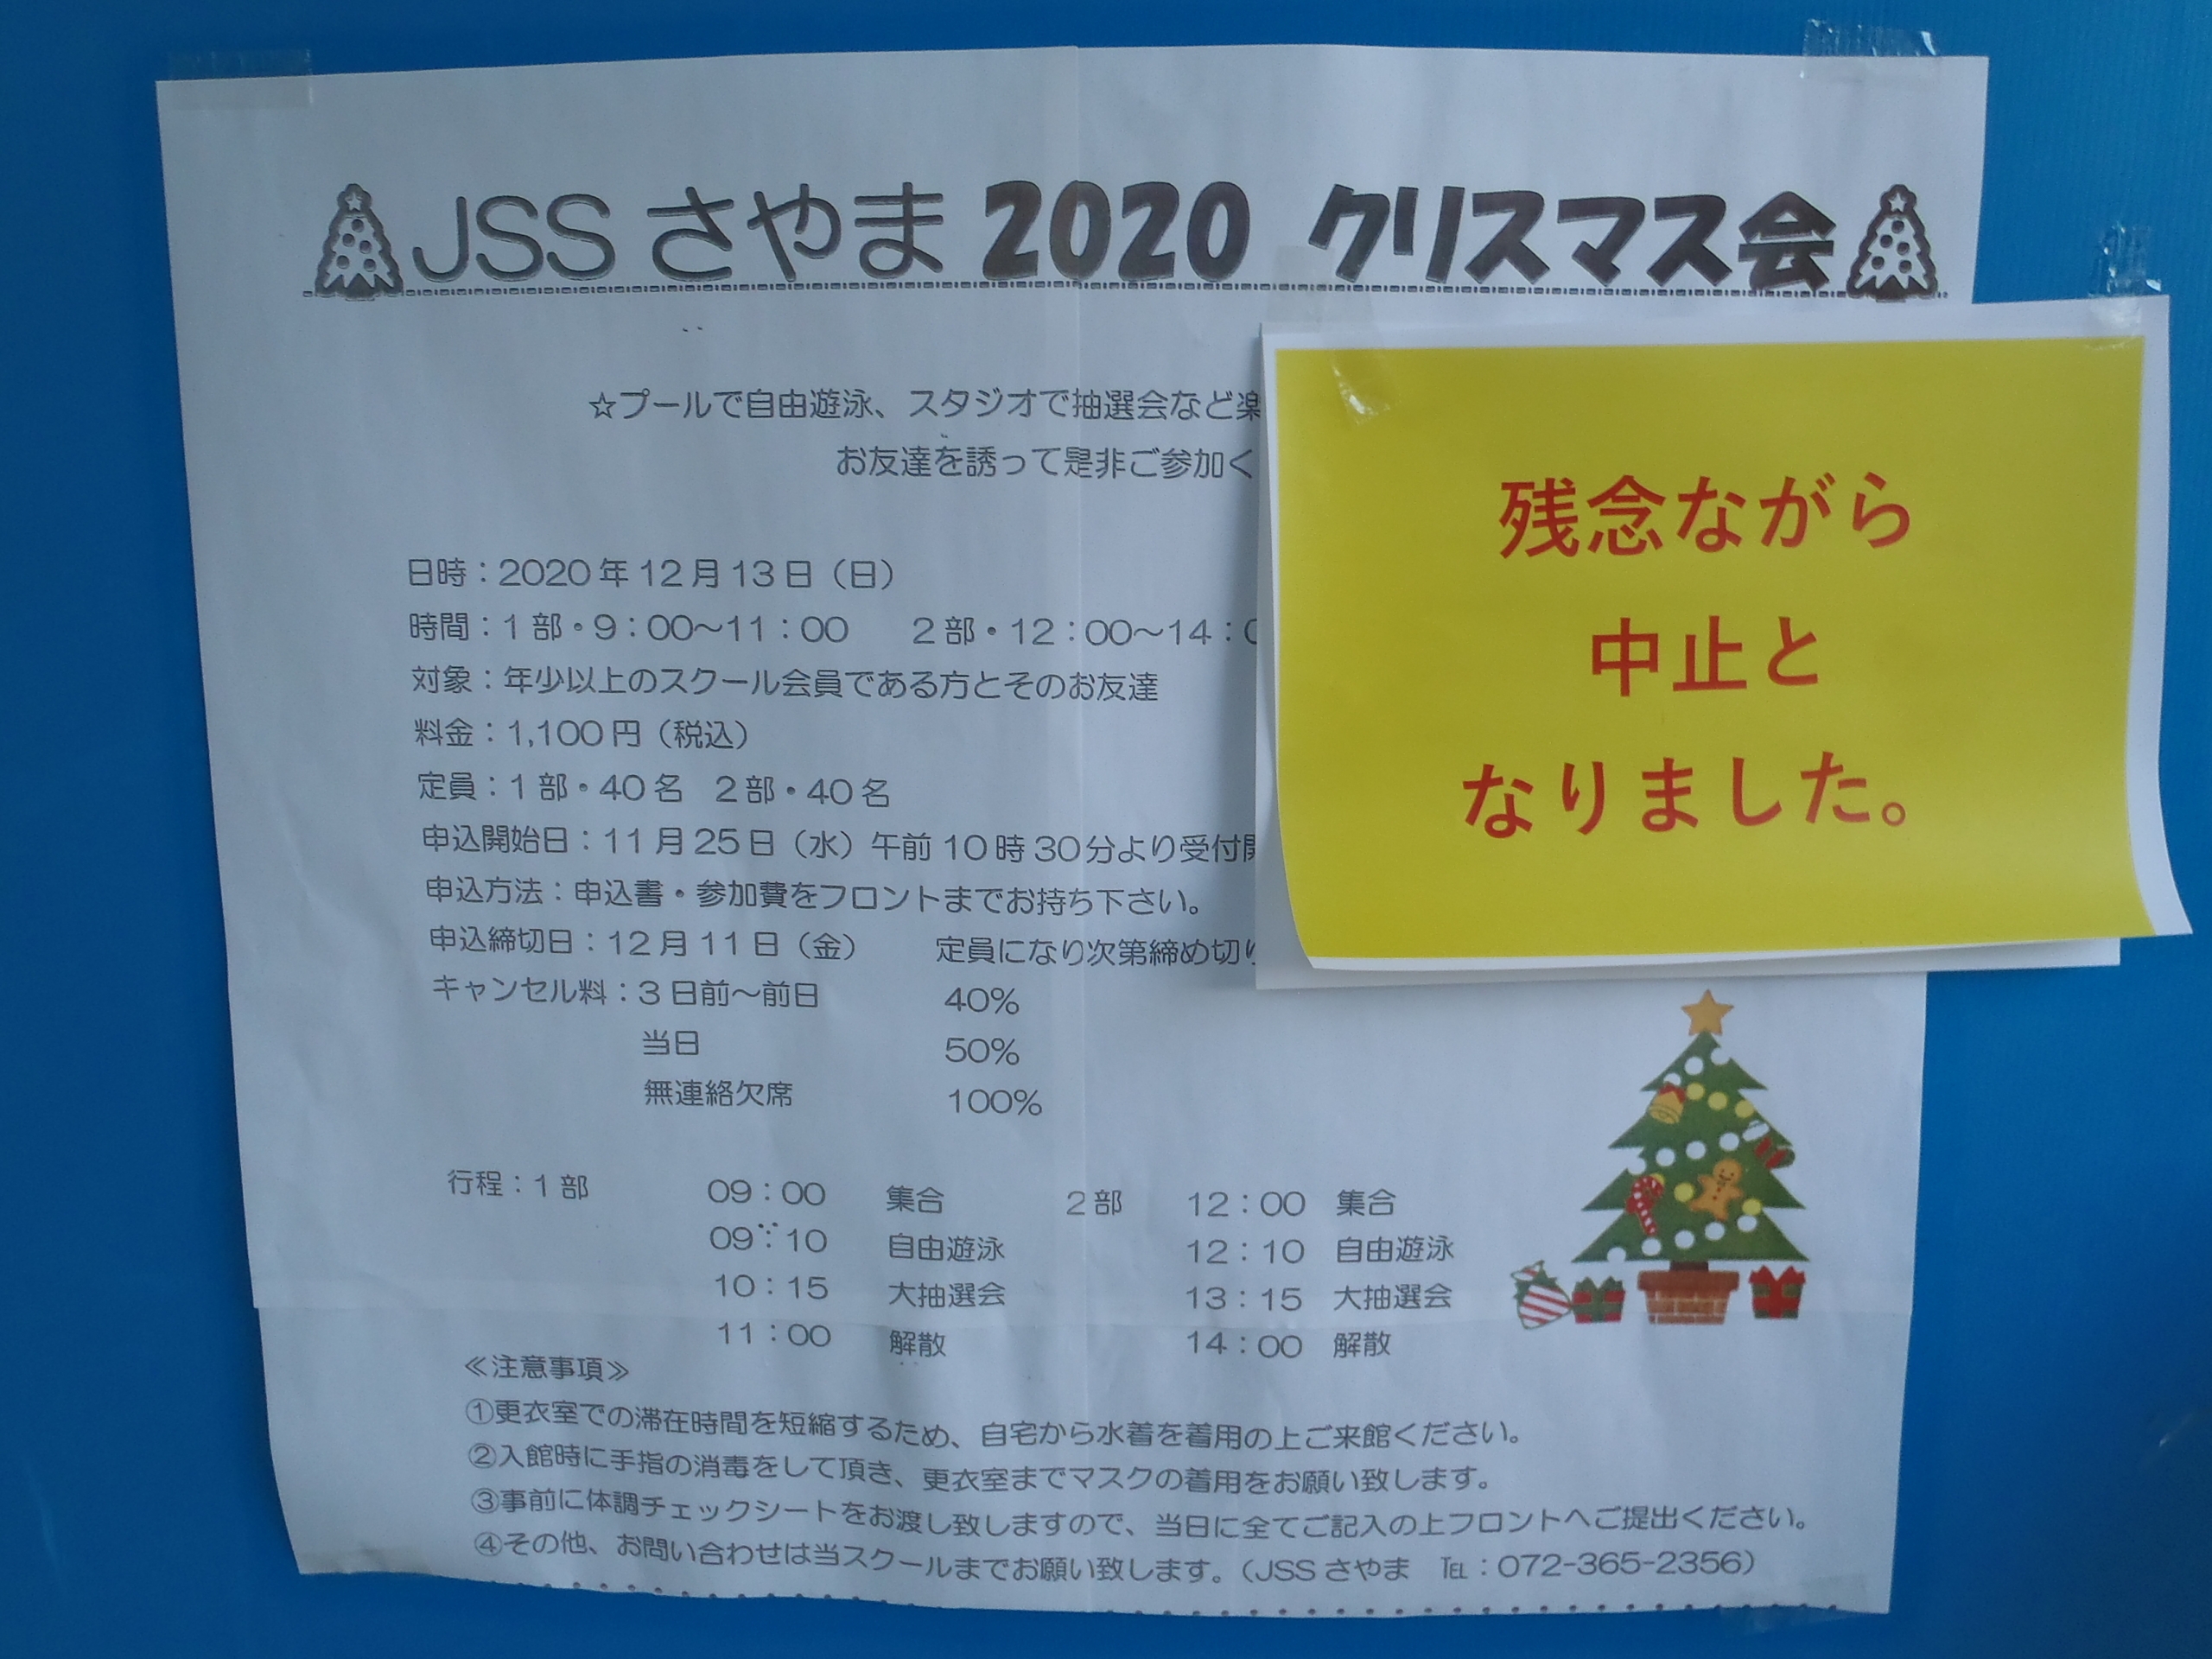 JSS さやま 2020 クリスマス会
☆プールで自由遊泳、スタジオで抽選会など楽
お友達を誘って是非ご参加く
残念ながら
中止と
なりました。
日時：2020年12月13日（日）
時間：1部・9：00～11：00　2部・12：00～14：0
対象：年少以上のスクール会員である方とそのお友達
料金：1,100円（税込）
定員：1部・40名　2部・40名
申込開始日：11月25日（水）午前10時30分より受付開
申込方法：申込書・参加費をフロントまでお持ち下さい。
申込締切日：12月11日（金）　定員になり次第締め切り
キャンセル料：3日前～前日　40%
当日　50%
無連絡欠席　100%
行程：1部　09：00　集合　2部　12：00　集合
09：10　自由遊泳　12：10　自由遊泳
10：15　大抽選会　13：15　大抽選会
11：00　解散　14：00　解散
≪注意事項≫
①更衣室での滞在時間を短縮するため、自宅から水着を着用の上ご来館ください。
②入館時に手指の消毒をして頂き、更衣室までマスクの着用をお願い致します。
③事前に体調チェックシートをお渡し致しますので、当日に全てご記入の上フロントへご提出ください。
④その他、お問い合わせは当スクールまでお願い致します。（JSS さやま　℡：072-365-2356）